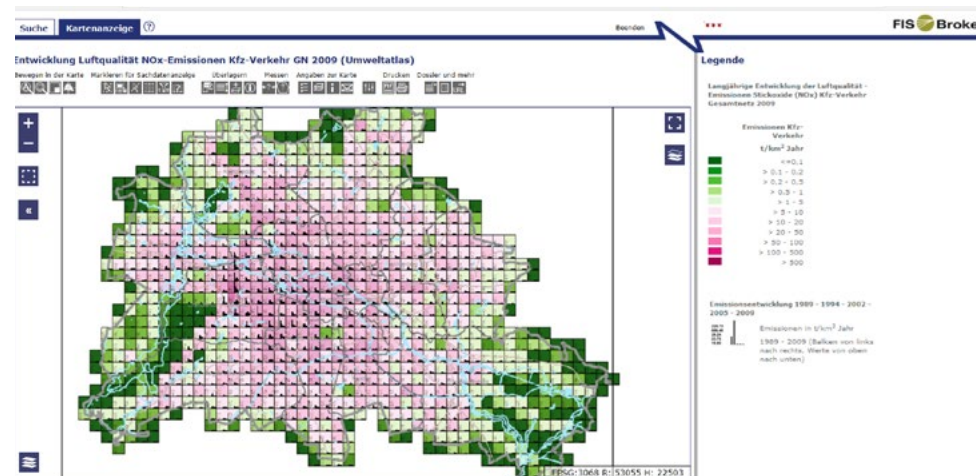 Suche Kartenanzeige ? Beenden FIS Broke
Entwicklung Luftqualität NOx-Emissionen Kfz-Verkehr GN 2009 (Umweltatlas)
Bewegen in der Karte Markieren für Sachdatenanzeige Überlagern Messen Angaben zur Karte Drucken Dossier und mehr
+
−
«
EPSG:3068 R: 53055 H: 22503
Legende
Langjährige Entwicklung der Luftqualität -
Emissionen Stickoxide (NOx) Kfz-Verkehr
Gesamtnetz 2009
Emissionen Kfz-
Verkehr
t/km² Jahr
<=0,1
> 0,1 - 0,2
> 0,2 - 0,5
> 0,5 - 1
> 1 - 5
> 5 - 10
> 10 - 20
> 20 - 50
> 50 - 100
> 100 - 500
> 500
Emissionsentwicklung 1989 - 1994 - 2002 -
2005 - 2009
Emissionen in t/km² Jahr
1989 - 2009 (Balken von links
nach rechts, Werte von oben
nach unten)